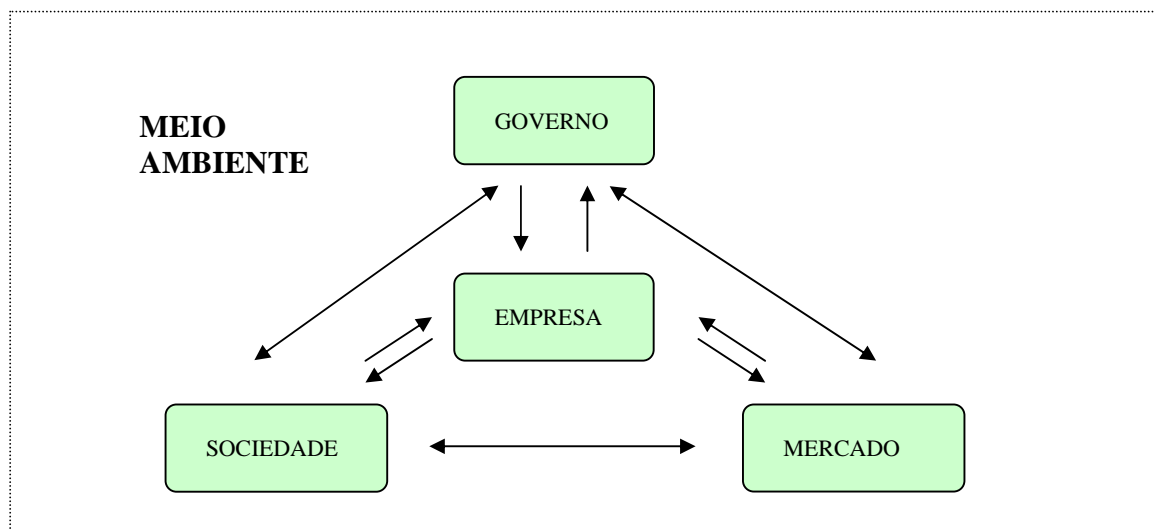 MEIO
AMBIENTE
GOVERNO
EMPRESA
SOCIEDADE
MERCADO